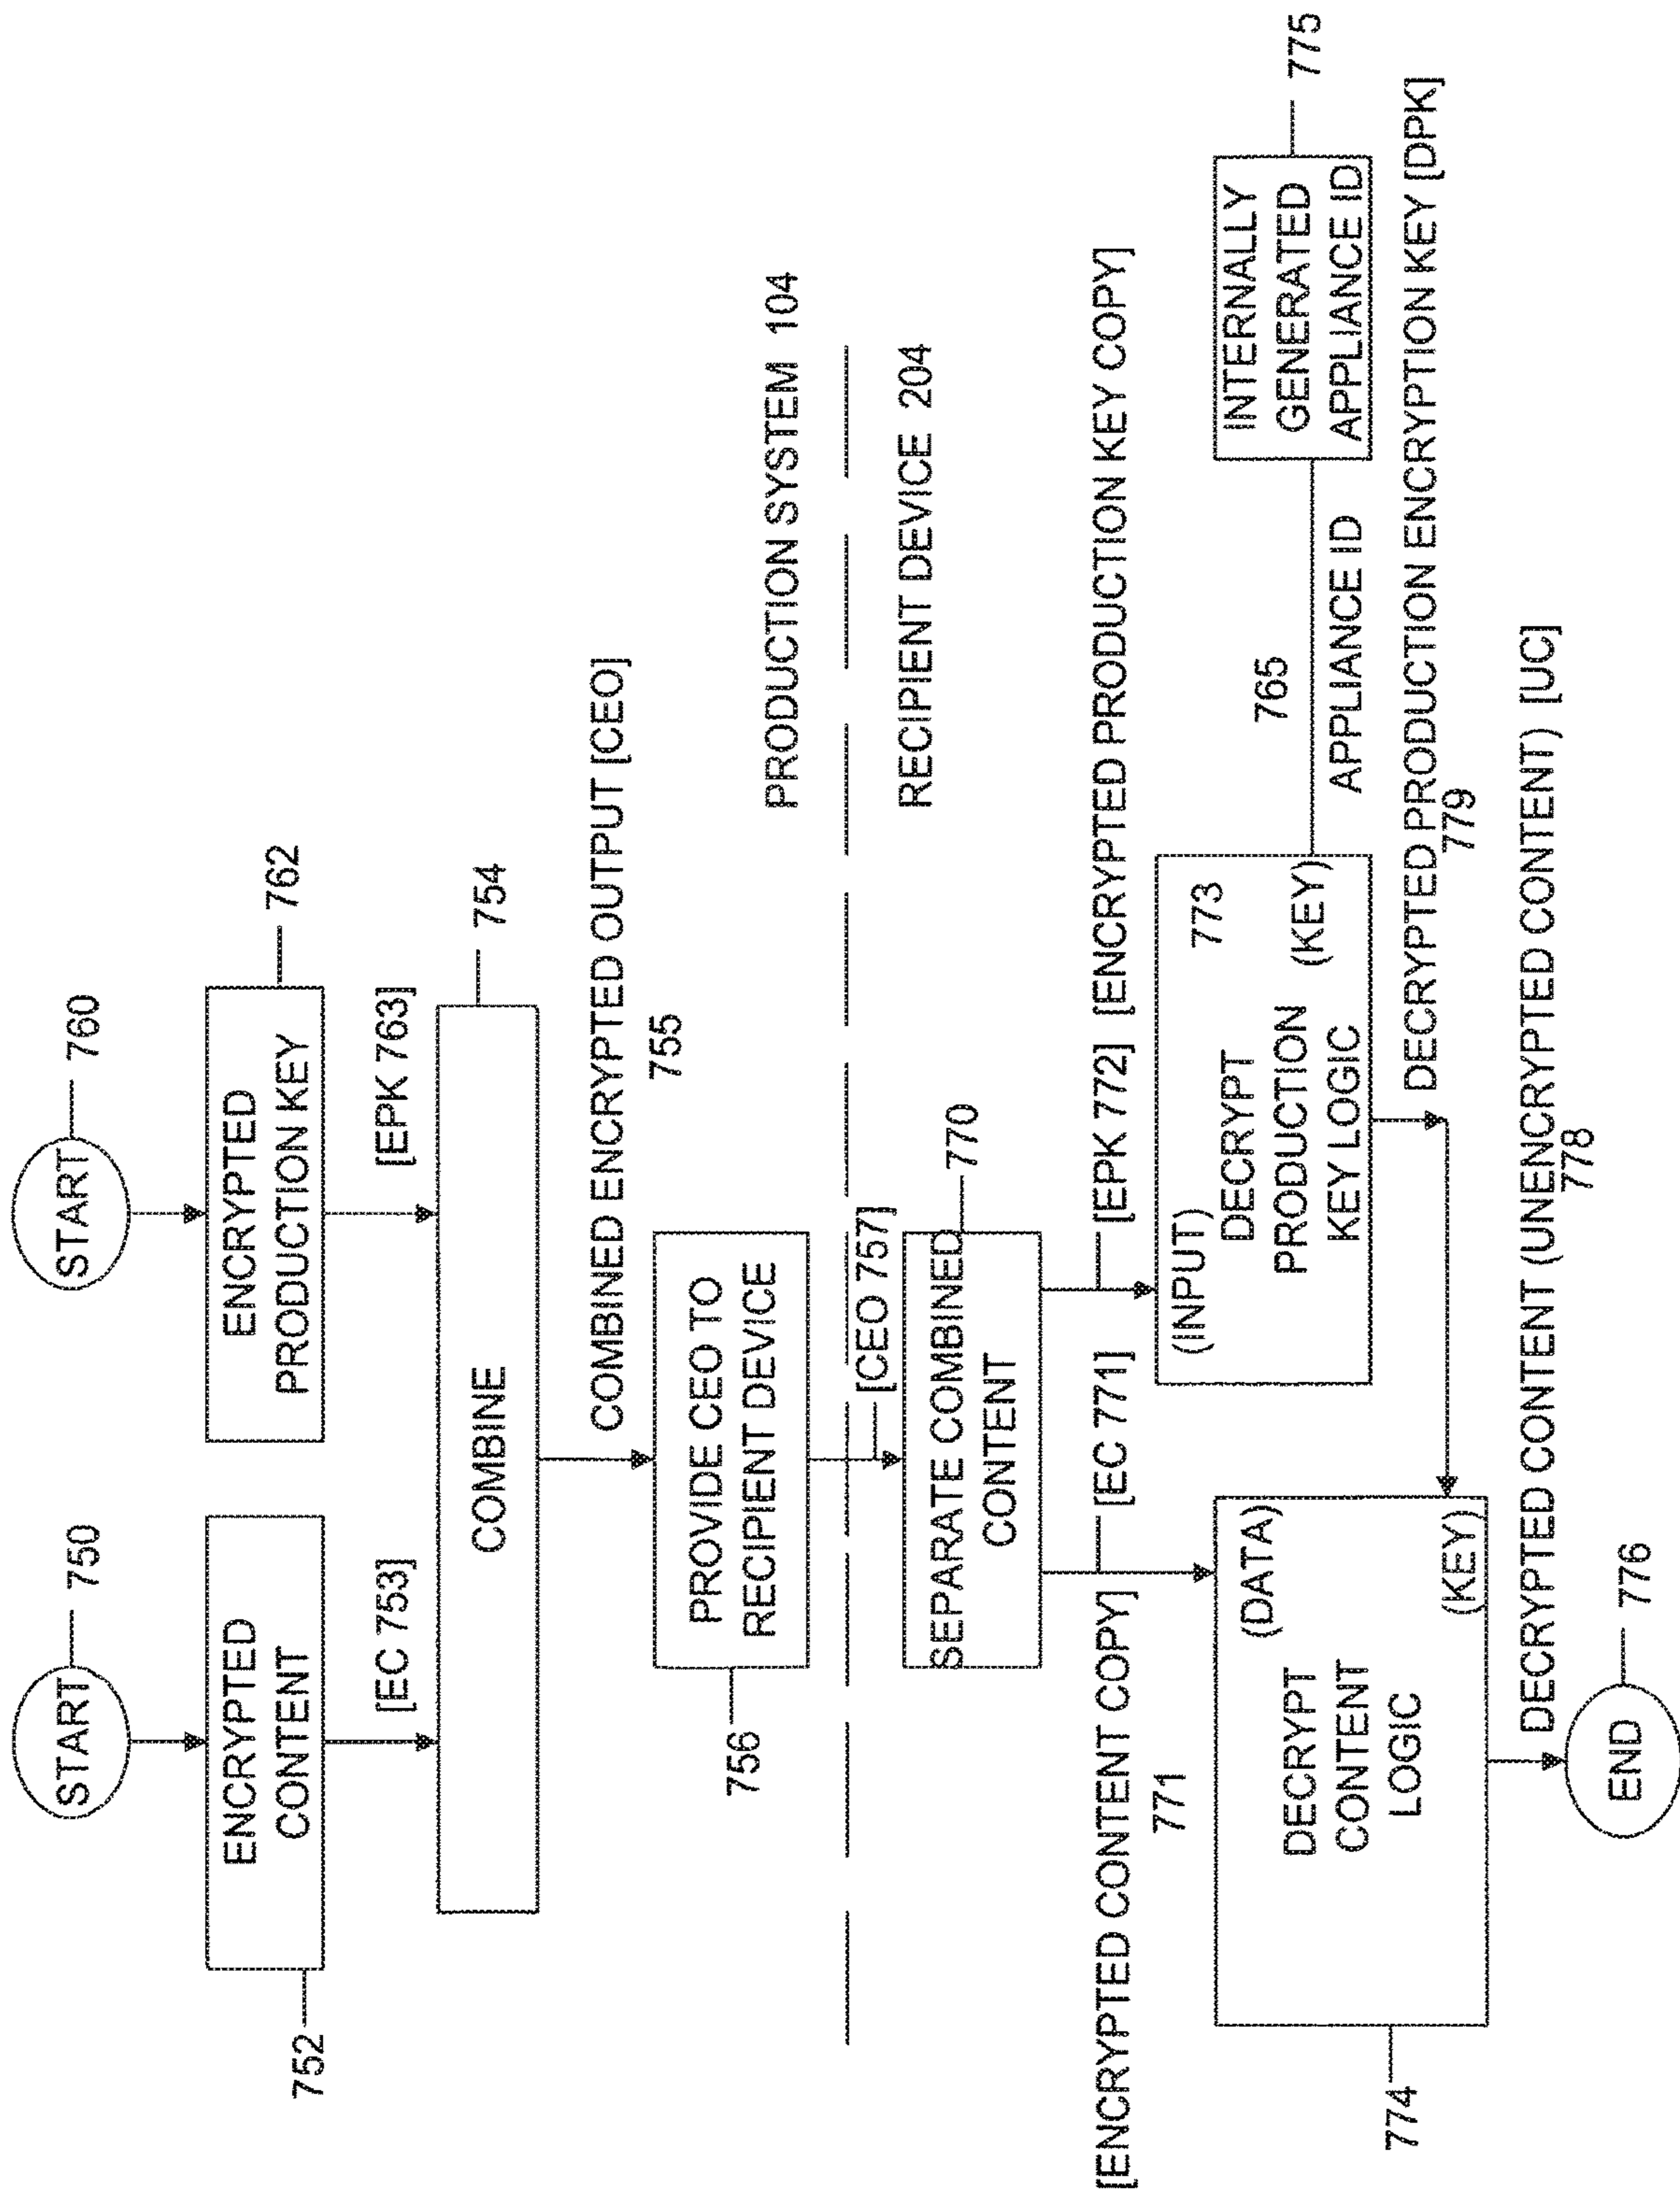 START
750
START
760
ENCRYPTED
CONTENT
752
ENCRYPTED
PRODUCTION KEY
762
[EC 753]
[EPK 763]
COMBINE
754
COMBINED ENCRYPTED OUTPUT [CEO]
755
PROVIDE CEO TO
RECIPIENT DEVICE
756
PRODUCTION SYSTEM 104
RECIPIENT DEVICE 204
[CEO 757]
SEPARATE COMBINED
CONTENT
770
[ENCRYPTED CONTENT COPY]
771
[EC 771]
[EPK 772] [ENCRYPTED PRODUCTION KEY COPY]
(INPUT)
773
DECRYPT
PRODUCTION
KEY LOGIC
(KEY)
765
APPLIANCE ID
INTERNALLY
GENERATED
APPLIANCE ID
775
(DATA)
DECRYPT
CONTENT
LOGIC
(KEY)
774
DECRYPTED PRODUCTION ENCRYPTION KEY [DPK]
779
DECRYPTED CONTENT (UNENCRYPTED CONTENT) [UC]
778
END
776